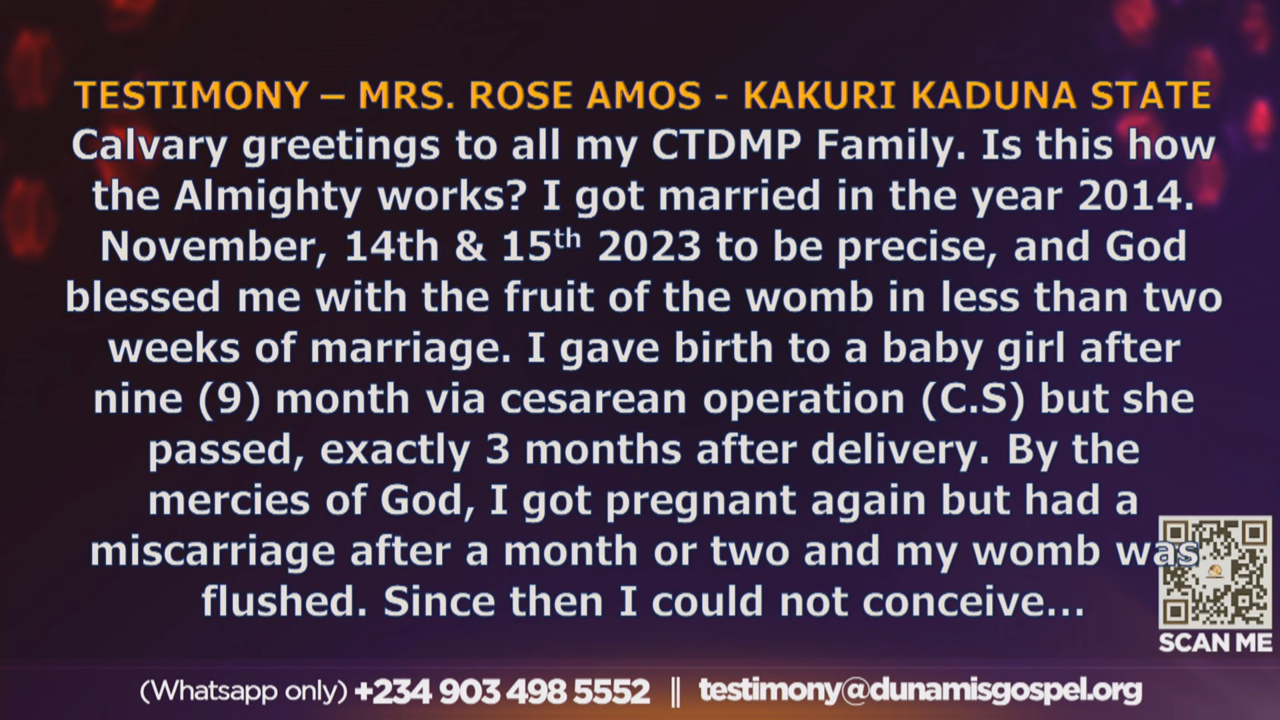 TESTIMONY – MRS. ROSE AMOS - KAKURI KADUNA STATE
Calvary greetings to all my CTDMP Family. Is this how
the Almighty works? I got married in the year 2014.
November, 14th & 15th 2023 to be precise, and God
blessed me with the fruit of the womb in less than two
weeks of marriage. I gave birth to a baby girl after
nine (9) month via cesarean operation (C.S) but she
passed, exactly 3 months after delivery. By the
mercies of God, I got pregnant again but had a
miscarriage after a month or two and my womb was
flushed. Since then I could not conceive...
SCAN ME
(Whatsapp only) +234 903 498 5552 || testimony@dunamisgospel.org